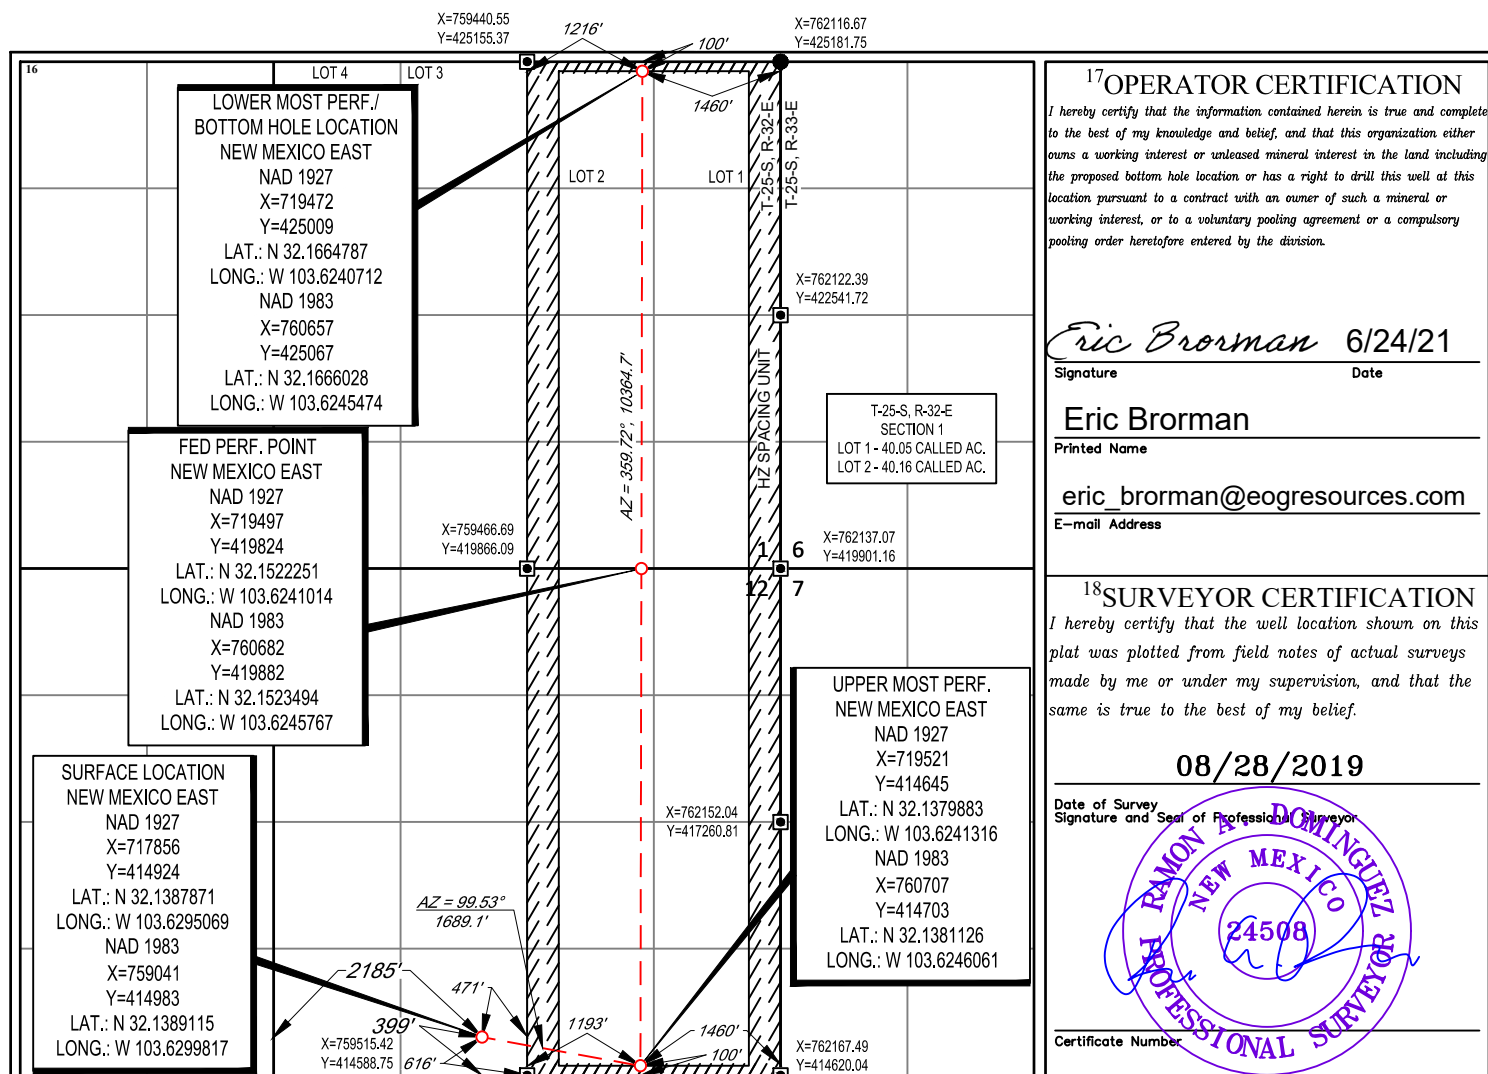 X=759440.55
Y=425155.37
1216'
100'
X=762116.67
Y=425181.75
16
LOT 4
LOT 3
1460'
LOWER MOST PERF./
BOTTOM HOLE LOCATION
NEW MEXICO EAST
NAD 1927
X=719472
Y=425009
LAT.: N 32.1664787
LONG.: W 103.6240712
NAD 1983
X=760657
Y=425067
LAT.: N 32.1666028
LONG.: W 103.6245474
LOT 2
LOT 1
T-25-S, R-32-E
T-25-S, R-33-E
X=762122.39
Y=422541.72
AZ = 359.72°, 10364.7'
HZ SPACING UNIT
T-25-S, R-32-E
SECTION 1
LOT 1 - 40.05 CALLED AC.
LOT 2 - 40.16 CALLED AC.
FED PERF. POINT
NEW MEXICO EAST
NAD 1927
X=719497
Y=419824
LAT.: N 32.1522251
LONG.: W 103.6241014
NAD 1983
X=760682
Y=419882
LAT.: N 32.1523494
LONG.: W 103.6245767
X=759466.69
Y=419866.09
1 6
12 7
X=762137.07
Y=419901.16
UPPER MOST PERF.
NEW MEXICO EAST
NAD 1927
X=719521
Y=414645
LAT.: N 32.1379883
LONG.: W 103.6241316
NAD 1983
X=760707
Y=414703
LAT.: N 32.1381126
LONG.: W 103.6246061
X=762152.04
Y=417260.81
SURFACE LOCATION
NEW MEXICO EAST
NAD 1927
X=717856
Y=414924
LAT.: N 32.1387871
LONG.: W 103.6295069
NAD 1983
X=759041
Y=414983
LAT.: N 32.1389115
LONG.: W 103.6299817
AZ = 99.53°
1689.1'
2185'
471'
399'
616'
1193'
1460'
100'
X=759515.42
Y=414588.75
X=762167.49
Y=414620.04
17 OPERATOR CERTIFICATION
I hereby certify that the information contained herein is true and complete
to the best of my knowledge and belief, and that this organization either
owns a working interest or unleased mineral interest in the land including
the proposed bottom hole location or has a right to drill this well at this
location pursuant to a contract with an owner of such a mineral or
working interest, or to a voluntary pooling agreement or a compulsory
pooling order heretofore entered by the division.
Eric Brorman 6/24/21
Signature Date
Eric Brorman
Printed Name
eric_brorman@eogresources.com
E-mail Address
18 SURVEYOR CERTIFICATION
I hereby certify that the well location shown on this
plat was plotted from field notes of actual surveys
made by me or under my supervision, and that the
same is true to the best of my belief.
08/28/2019
Date of Survey
Signature and Seal of Professional Surveyor
RAMON A. DOMINGUEZ
NEW MEXICO
24508
PROFESSIONAL SURVEYOR
Certificate Number